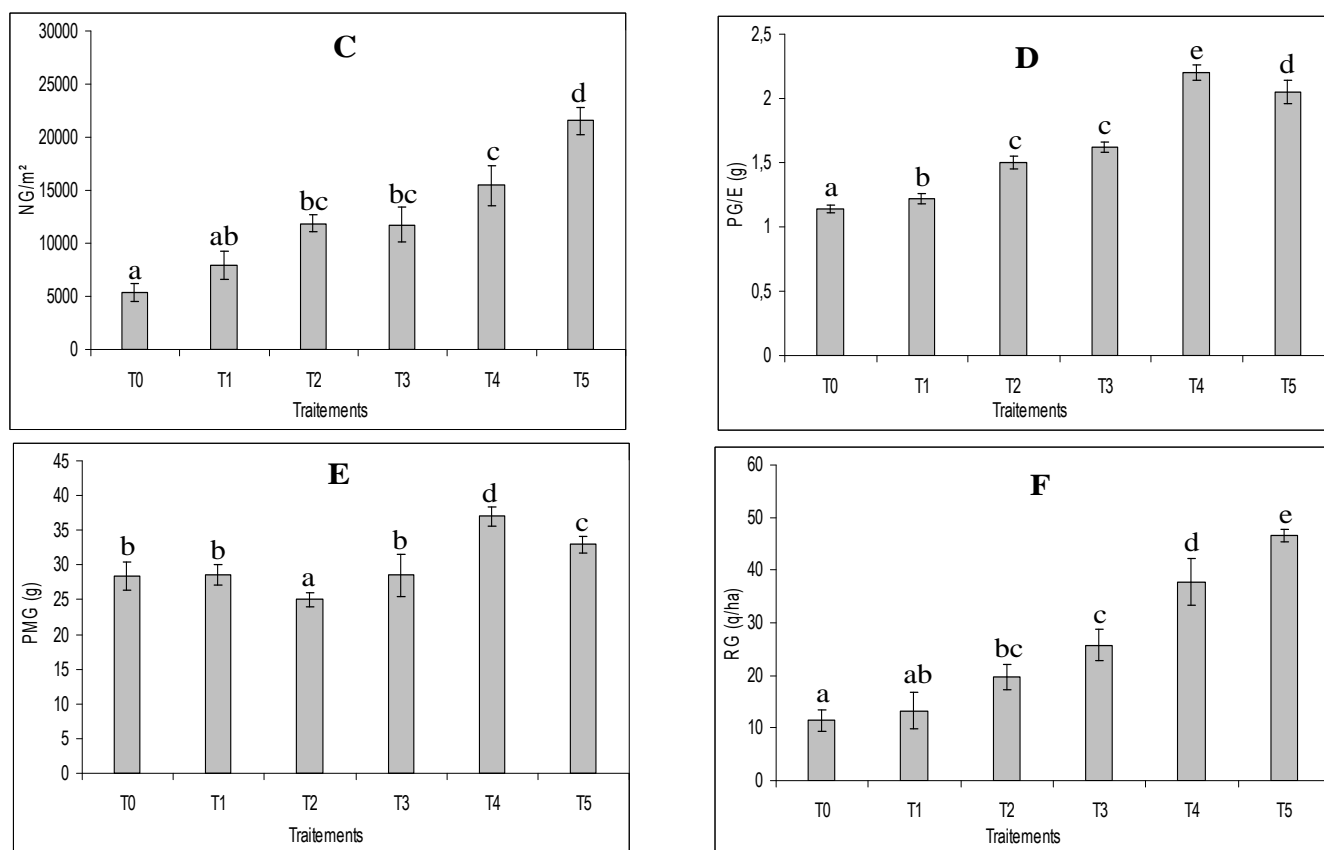 C
NG/m²
30000
25000
20000
15000
10000
5000
0
a
ab
bc
bc
c
d
T0 T1 T2 T3 T4 T5
Traitements
D
PG/E (g)
2,5
2
1,5
1
0,5
0
a
b
c
c
e
d
T0 T1 T2 T3 T4 T5
Traitements
E
PMG (g)
45
40
35
30
25
20
15
10
5
0
b
b
a
b
d
c
T0 T1 T2 T3 T4 T5
Traitements
F
RG (q/ha)
60
50
40
30
20
10
0
a
ab
bc
c
d
e
T0 T1 T2 T3 T4 T5
Traitements